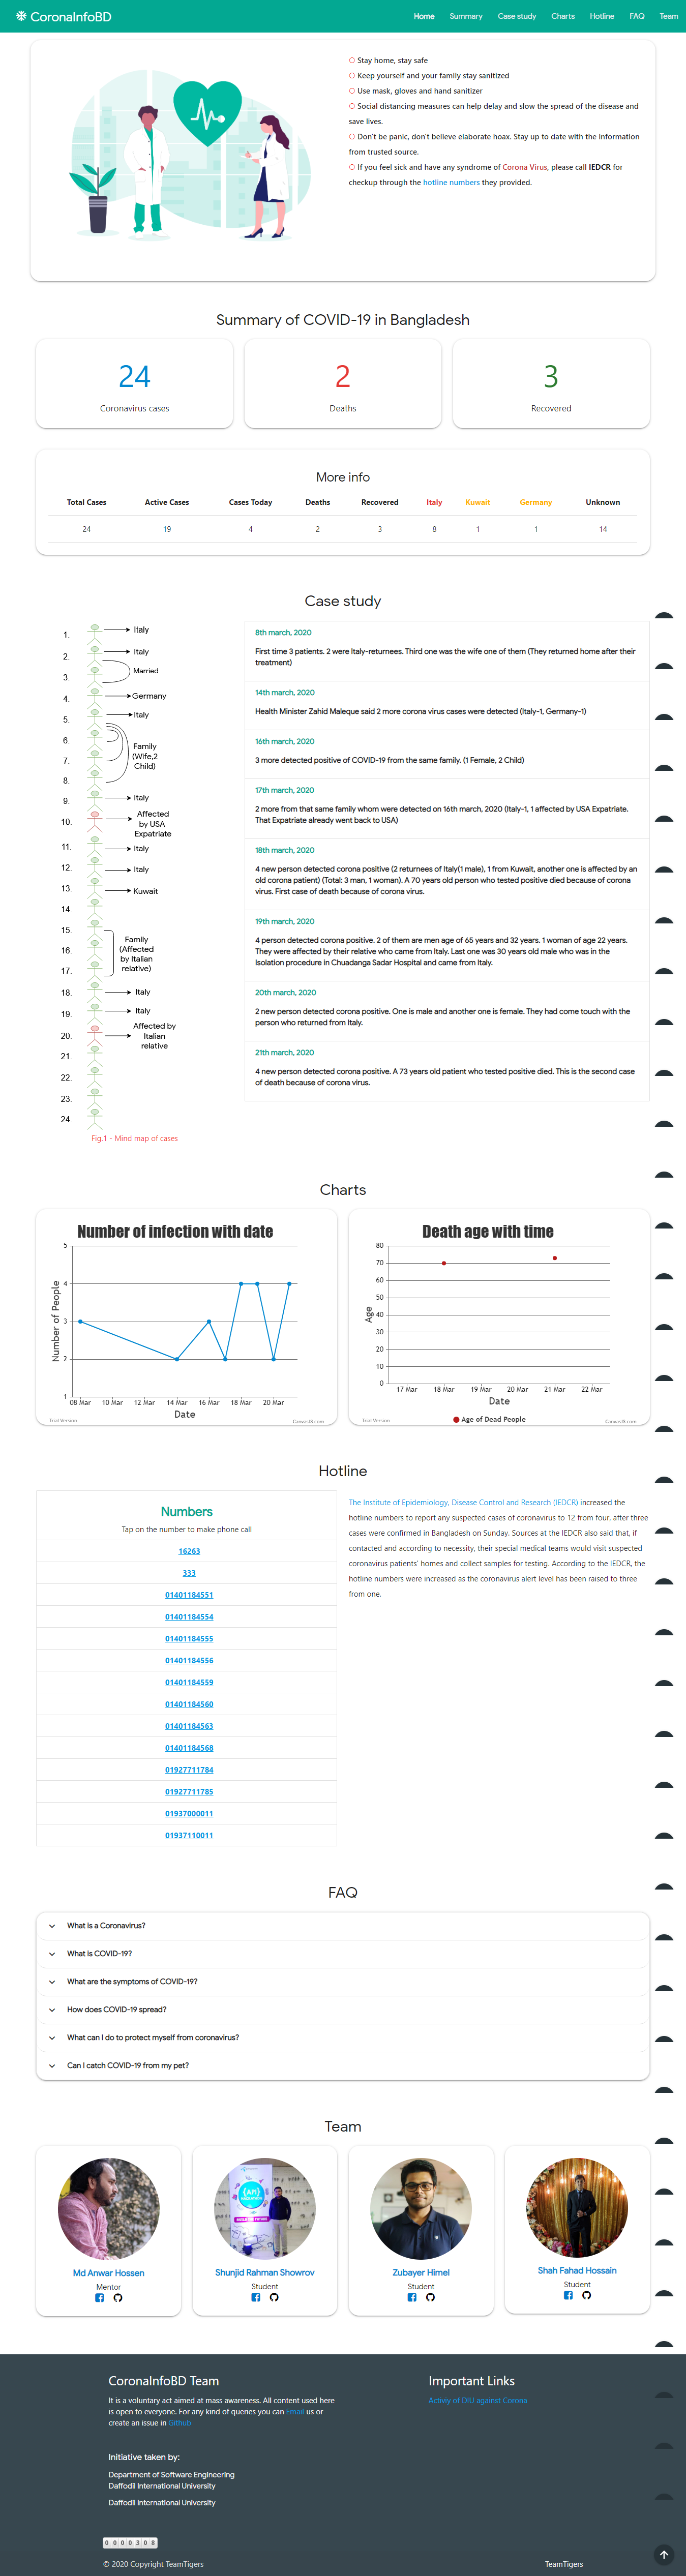 CoronaInfoBD
Home Summary Case study Charts Hotline FAQ Team
Stay home, stay safe
Keep yourself and your family stay sanitized
Use mask, gloves and hand sanitizer
Social distancing measures can help delay and slow the spread of the disease and
save lives.
Don't be panic, don't believe elaborate hoax. Stay up to date with the information
from trusted source.
If you feel sick and have any syndrome of Corona Virus, please call IEDCR for
checkup through the hotline numbers they provided.
Summary of COVID-19 in Bangladesh
24
Coronavirus cases
2
Deaths
3
Recovered
More info
Total Cases Active Cases Cases Today Deaths Recovered Italy Kuwait Germany Unknown
24 19 4 2 3 8 1 1 14
Case study
1. Italy
2. Italy
3. Married
4. Germany
5. Italy
6.
7.
8.
Family
(Wife,2
Child)
9. Italy
10. Affected
by USA
Expatriate
11. Italy
12. Italy
13. Kuwait
14.
15.
16.
17.
Family
(Affected
by Italian
relative)
18. Italy
19. Italy
20. Affected by
Italian
relative
21.
22.
23.
24.
Fig.1 - Mind map of cases
8th march, 2020
First time 3 patients. 2 were Italy-returnees. Third one was the wife one of them (They returned home after their
treatment)
14th march, 2020
Health Minister Zahid Maleque said 2 more corona virus cases were detected (Italy-1, Germany-1)
16th march, 2020
3 more detected positive of COVID-19 from the same family. (1 Female, 2 Child)
17th march, 2020
2 more from that same family whom were detected on 16th march, 2020 (Italy-1, 1 affected by USA Expatriate.
That Expatriate already went back to USA)
18th march, 2020
4 new person detected corona positive (2 returnees of Italy(1 male), 1 from Kuwait, another one is affected by an
old corona patient) (Total: 3 man, 1 woman). A 70 years old person who tested positive died because of corona
virus. First case of death because of corona virus.
19th march, 2020
4 person detected corona positive. 2 of them are men age of 65 years and 32 years. 1 woman of age 22 years.
They were affected by their relative who came from Italy. Last one was 30 years old male who was in the
Isolation procedure in Chuadanga Sadar Hospital and came from Italy.
20th march, 2020
2 new person detected corona positive. One is male and another one is female. They had come touch with the
person who returned from Italy.
21th march, 2020
4 new person detected corona positive. A 73 years old patient who tested positive died. This is the second case
of death because of corona virus.
Charts
Number of infection with date
Number of People
5
4
3
2
1
08 Mar 10 Mar 12 Mar 14 Mar 16 Mar 18 Mar 20 Mar
Date
Trial Version CanvasJS.com
Death age with time
Age
80
70
60
50
40
30
20
10
0
17 Mar 18 Mar 19 Mar 20 Mar 21 Mar 22 Mar
Date
Age of Dead People
Trial Version CanvasJS.com
Hotline
Numbers
Tap on the number to make phone call
16263
333
01401184551
01401184554
01401184555
01401184556
01401184559
01401184560
01401184563
01401184568
01927711784
01927711785
01937000011
01937110011
The Institute of Epidemiology, Disease Control and Research (IEDCR) increased the
hotline numbers to report any suspected cases of coronavirus to 12 from four, after three
cases were confirmed in Bangladesh on Sunday. Sources at the IEDCR also said that, if
contacted and according to necessity, their special medical teams would visit suspected
coronavirus patients' homes and collect samples for testing. According to the IEDCR, the
hotline numbers were increased as the coronavirus alert level has been raised to three
from one.
FAQ
What is a Coronavirus?
What is COVID-19?
What are the symptoms of COVID-19?
How does COVID-19 spread?
What can I do to protect myself from coronavirus?
Can I catch COVID-19 from my pet?
Team
Md Anwar Hossen
Mentor
Shunjid Rahman Showrov
Student
Zubayer Himel
Student
Shah Fahad Hossain
Student
CoronaInfoBD Team
It is a voluntary act aimed at mass awareness. All content used here
is open to everyone. For any kind of queries you can Email us or
create an issue in Github
Initiative taken by:
Department of Software Engineering
Daffodil International University
Daffodil International University
Important Links
Activiy of DIU against Corona
0000308
© 2020 Copyright TeamTigers
TeamTigers